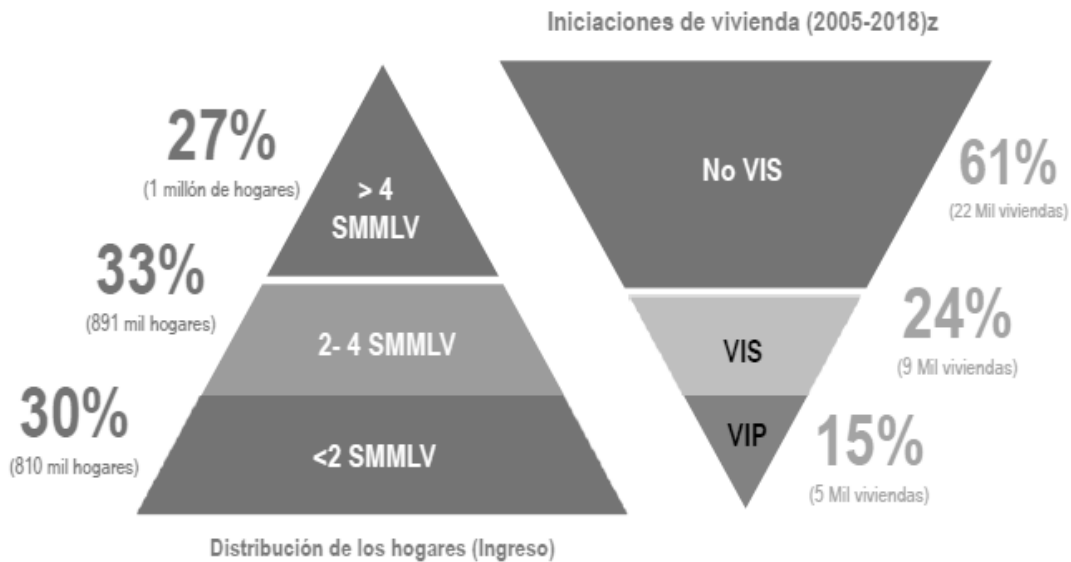 Iniciaciones de vivienda (2005-2018)z
27%
(1 millón de hogares)
> 4
SMMLV
33%
(891 mil hogares)
2- 4 SMMLV
30%
(810 mil hogares)
<2 SMMLV
Distribución de los hogares (Ingreso)
No VIS
61%
(22 Mil viviendas)
VIS
24%
(9 Mil viviendas)
VIP
15%
(5 Mil viviendas)